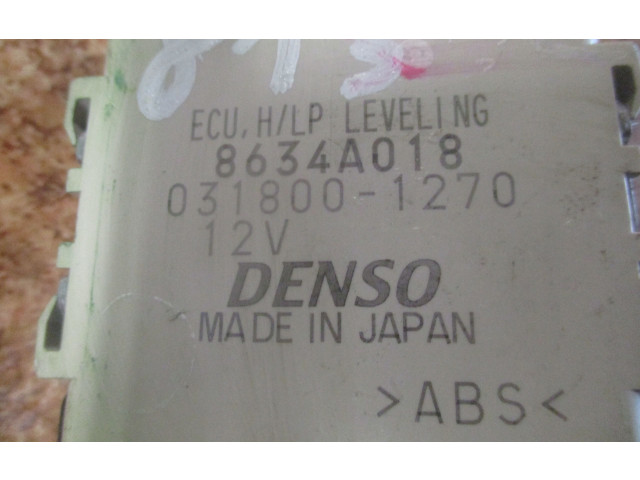 ECU, H/LP LEVELING
8634A018
031800-1270
12V
DENSO
MADE IN JAPAN
>ABS<